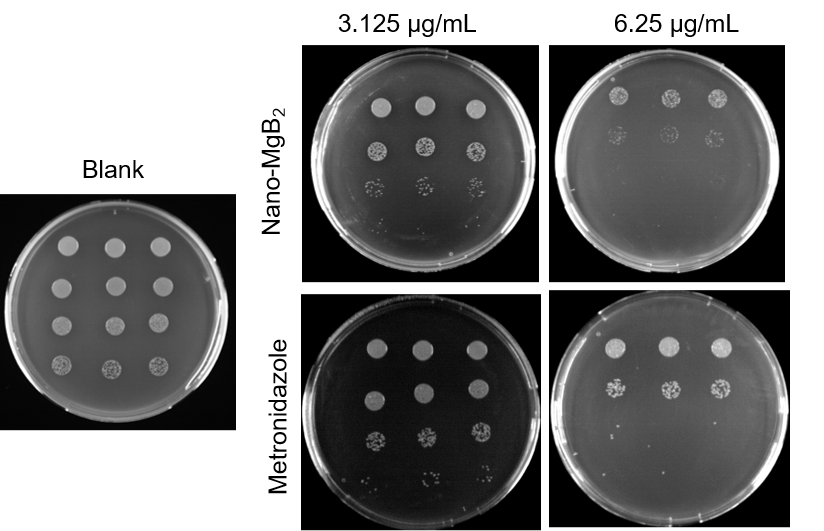 3.125 µg/mL
6.25 µg/mL
Nano-MgB₂
Blank
Metronidazole